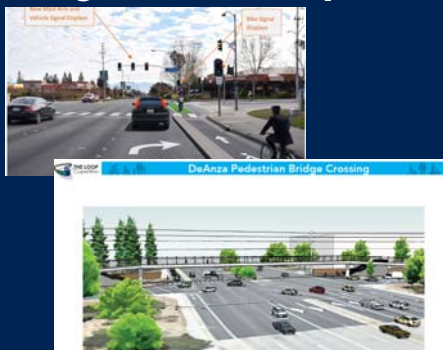 New Mast Arm and
Vehicle Signal Displays
Bike Signal
Displays
THE LOOP
DeAnza Pedestrian Bridge Crossing